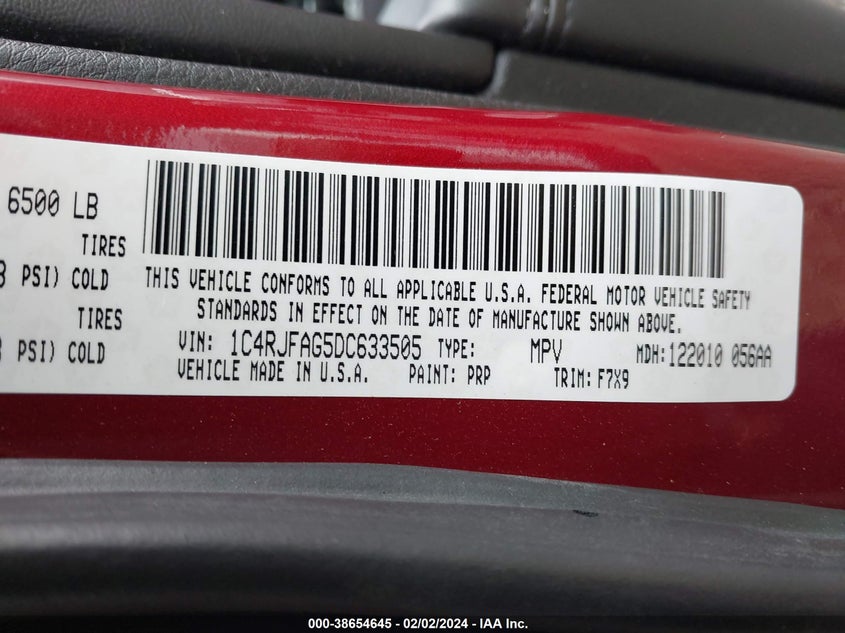 6500 LB
TIRES
PSI) COLD
TIRES
PSI) COLD
THIS VEHICLE CONFORMS TO ALL APPLICABLE U.S.A. FEDERAL MOTOR VEHICLE SAFETY
STANDARDS IN EFFECT ON THE DATE OF MANUFACTURE SHOWN ABOVE.
VIN: 1C4RJFAG5DC633505 TYPE: MPV MDH:122010 056AA
VEHICLE MADE IN U.S.A. PAINT: PRP TRIM: F7X9
000-38654645 - 02/02/2024 - IAA Inc.